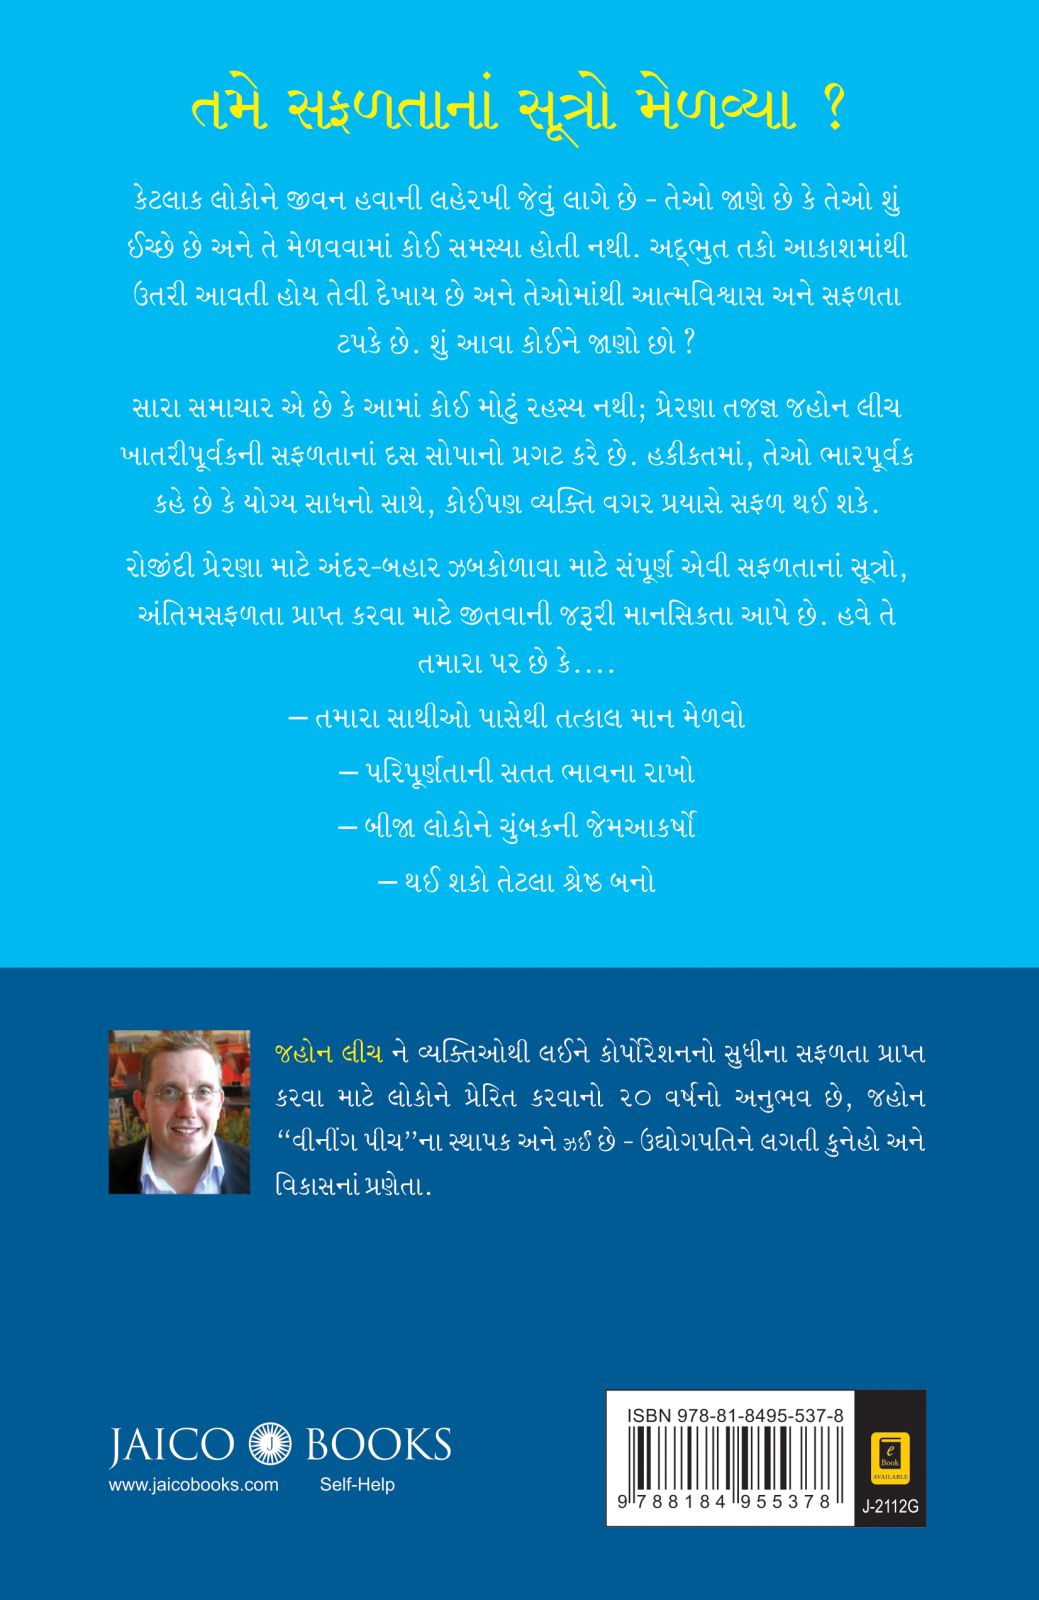 તમે સફળતાનાં સૂત્રો મેળવ્યા ?
કેટલાક લોકોને જીવન હવાની લહેરખી જેવું લાગે છે - તેઓ જાણે છે કે તેઓ શું
ઈચ્છે છે અને તે મેળવવામાં કોઈ સમસ્યા હોતી નથી. અદ્ભુત તકો આકાશમાંથી
ઉતરી આવતી હોય તેવી દેખાય છે અને તેઓમાંથી આત્મવિશ્વાસ અને સફળતા
ટપકે છે. શું આવા કોઈને જાણો છો ?
સારા સમાચાર એ છે કે આમાં કોઈ મોટું રહસ્ય નથી; પ્રેરણા તજજ્ઞ જહોન લીચ
ખાતરીપૂર્વકની સફળતાનાં દસ સોપાનો પ્રગટ કરે છે. હકીકતમાં, તેઓ ભારપૂર્વક
કહે છે કે યોગ્ય સાધનો સાથે, કોઈપણ વ્યક્તિ વગર પ્રયાસે સફળ થઈ શકે.
રોજીંદી પ્રેરણા માટે અંદર-બહાર ઝબકોળાવા માટે સંપૂર્ણ એવી સફળતાનાં સૂત્રો,
અંતિમસફળતા પ્રાપ્ત કરવા માટે જીતવાની જરૂરી માનસિકતા આપે છે. હવે તે
તમારા પર છે કે....
– તમારા સાથીઓ પાસેથી તત્કાલ માન મેળવો
– પરિપૂર્ણતાની સતત ભાવના રાખો
– બીજા લોકોને ચુંબકની જેમઆકર્ષો
– થઈ શકો તેટલા શ્રેષ્ઠ બનો
જહોન લીચ ને વ્યક્તિઓથી લઈને કોર્પોરેશનનો સુધીના સફળતા પ્રાપ્ત
કરવા માટે લોકોને પ્રેરિત કરવાનો ૨૦ વર્ષનો અનુભવ છે, જહોન
“વીનીંગ પીચ”ના સ્થાપક અને ઝઈં છે - ઉદ્યોગપતિને લગતી કુનેહો અને
વિકાસનાં પ્રણેતા.
JAICO J BOOKS
www.jaicobooks.com Self-Help
ISBN 978-81-8495-537-8
9 788184 955378
e
Book
AVAILABLE
J-2112G